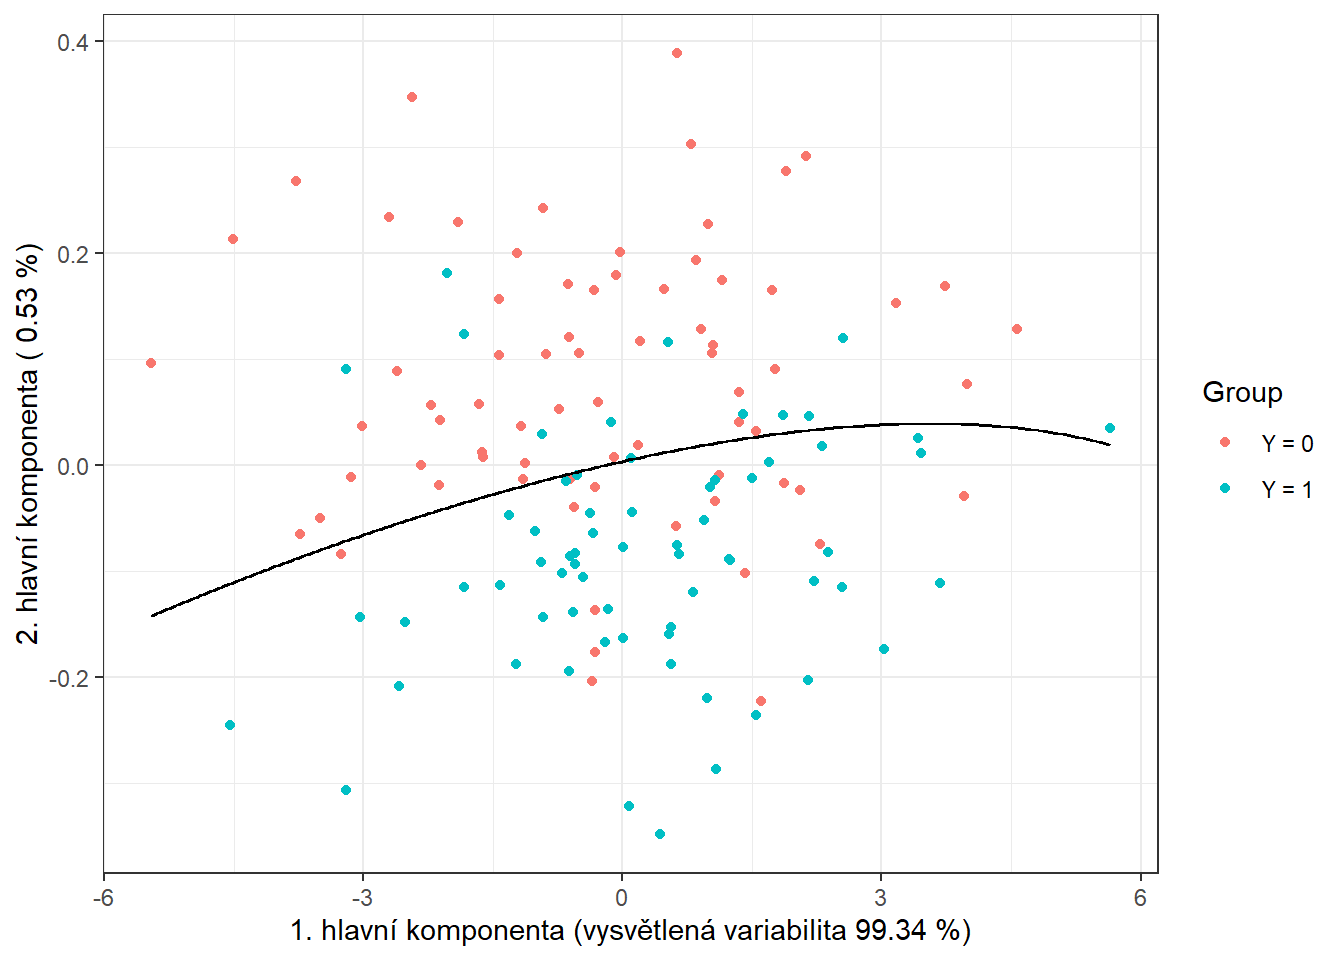 0.4
0.2
0.0
-0.2
-6
-3
0
3
6
1. hlavní komponenta (vysvětlená variabilita 99.34 %)
2. hlavní komponenta ( 0.53 %)
Group
Y = 0
Y = 1